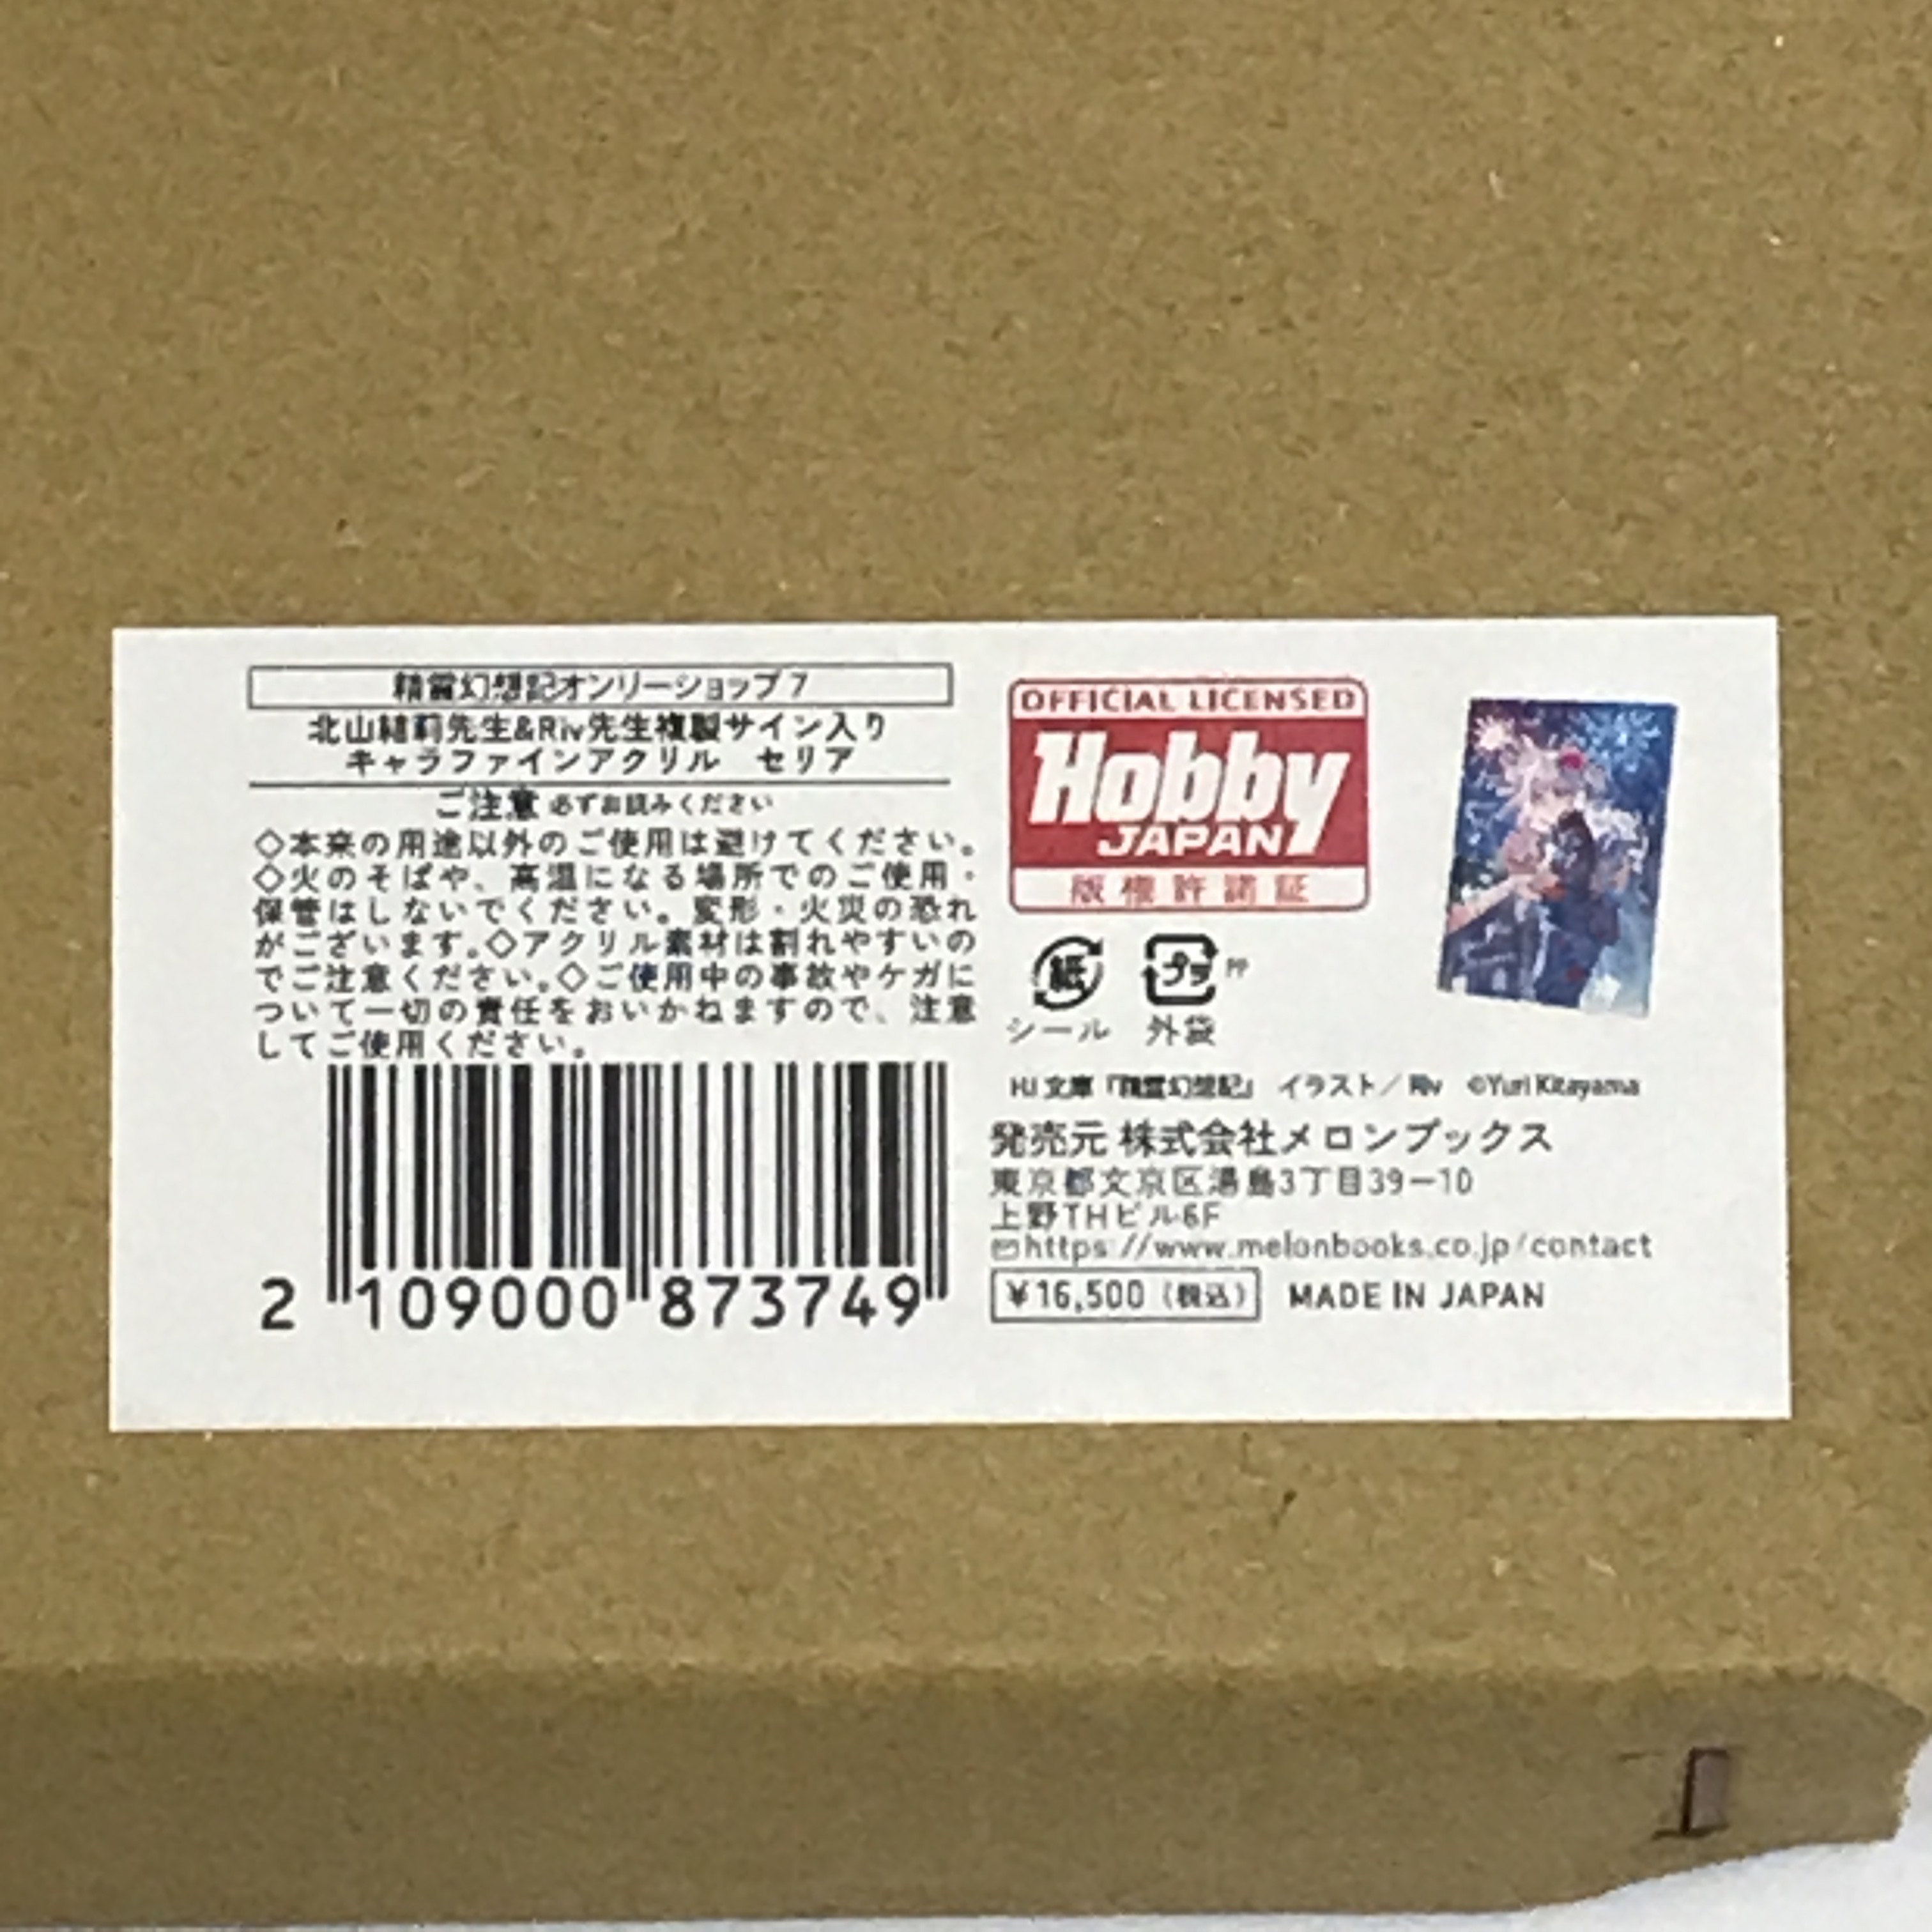 精霊幻想記オンリーショップ7
北山結莉先生&Riv先生複製サイン入り
キャラファインアクリル　セリア
ご注意 必ずお読みください
◇本来の用途以外のご使用は避けてください。
◇火のそばや、高温になる場所でのご使用・
保管はしないでください。変形・火災の恐れ
がございます。◇アクリル素材は割れやすいの
でご注意ください。◇ご使用中の事故やケガに
ついて一切の責任をおいかねますので、注意
してご使用ください。
2 109000 873749
OFFICIAL LICENSED
Hobby
JAPAN
版権許諾証
紙 プラ PP
シール 外袋
HJ文庫『精霊幻想記』 イラスト／Riv ©Yuri Kitayama
発売元 株式会社メロンブックス
東京都文京区湯島3丁目39−10
上野THビル6F
https://www.melonbooks.co.jp/contact
¥16,500（税込） MADE IN JAPAN